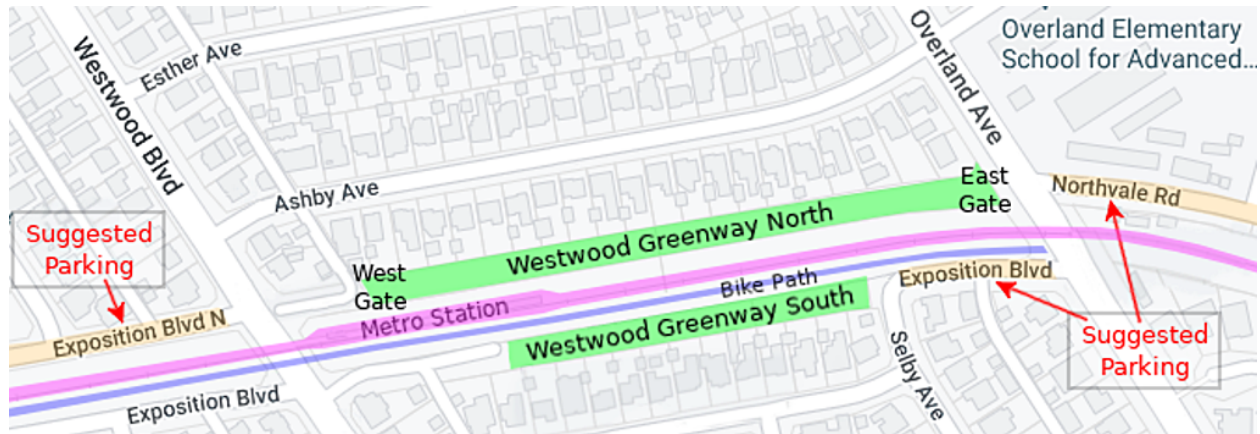 Overland Elementary
School for Advanced...
Westwood Blvd
Esther Ave
Overland Ave
Ashby Ave
East
Gate
Northvale Rd
Westwood Greenway North
Suggested
Parking
West
Gate
Bike Path
Exposition Blvd
Metro Station
Westwood Greenway South
Exposition Blvd N
Suggested
Parking
Selby Ave
Exposition Blvd